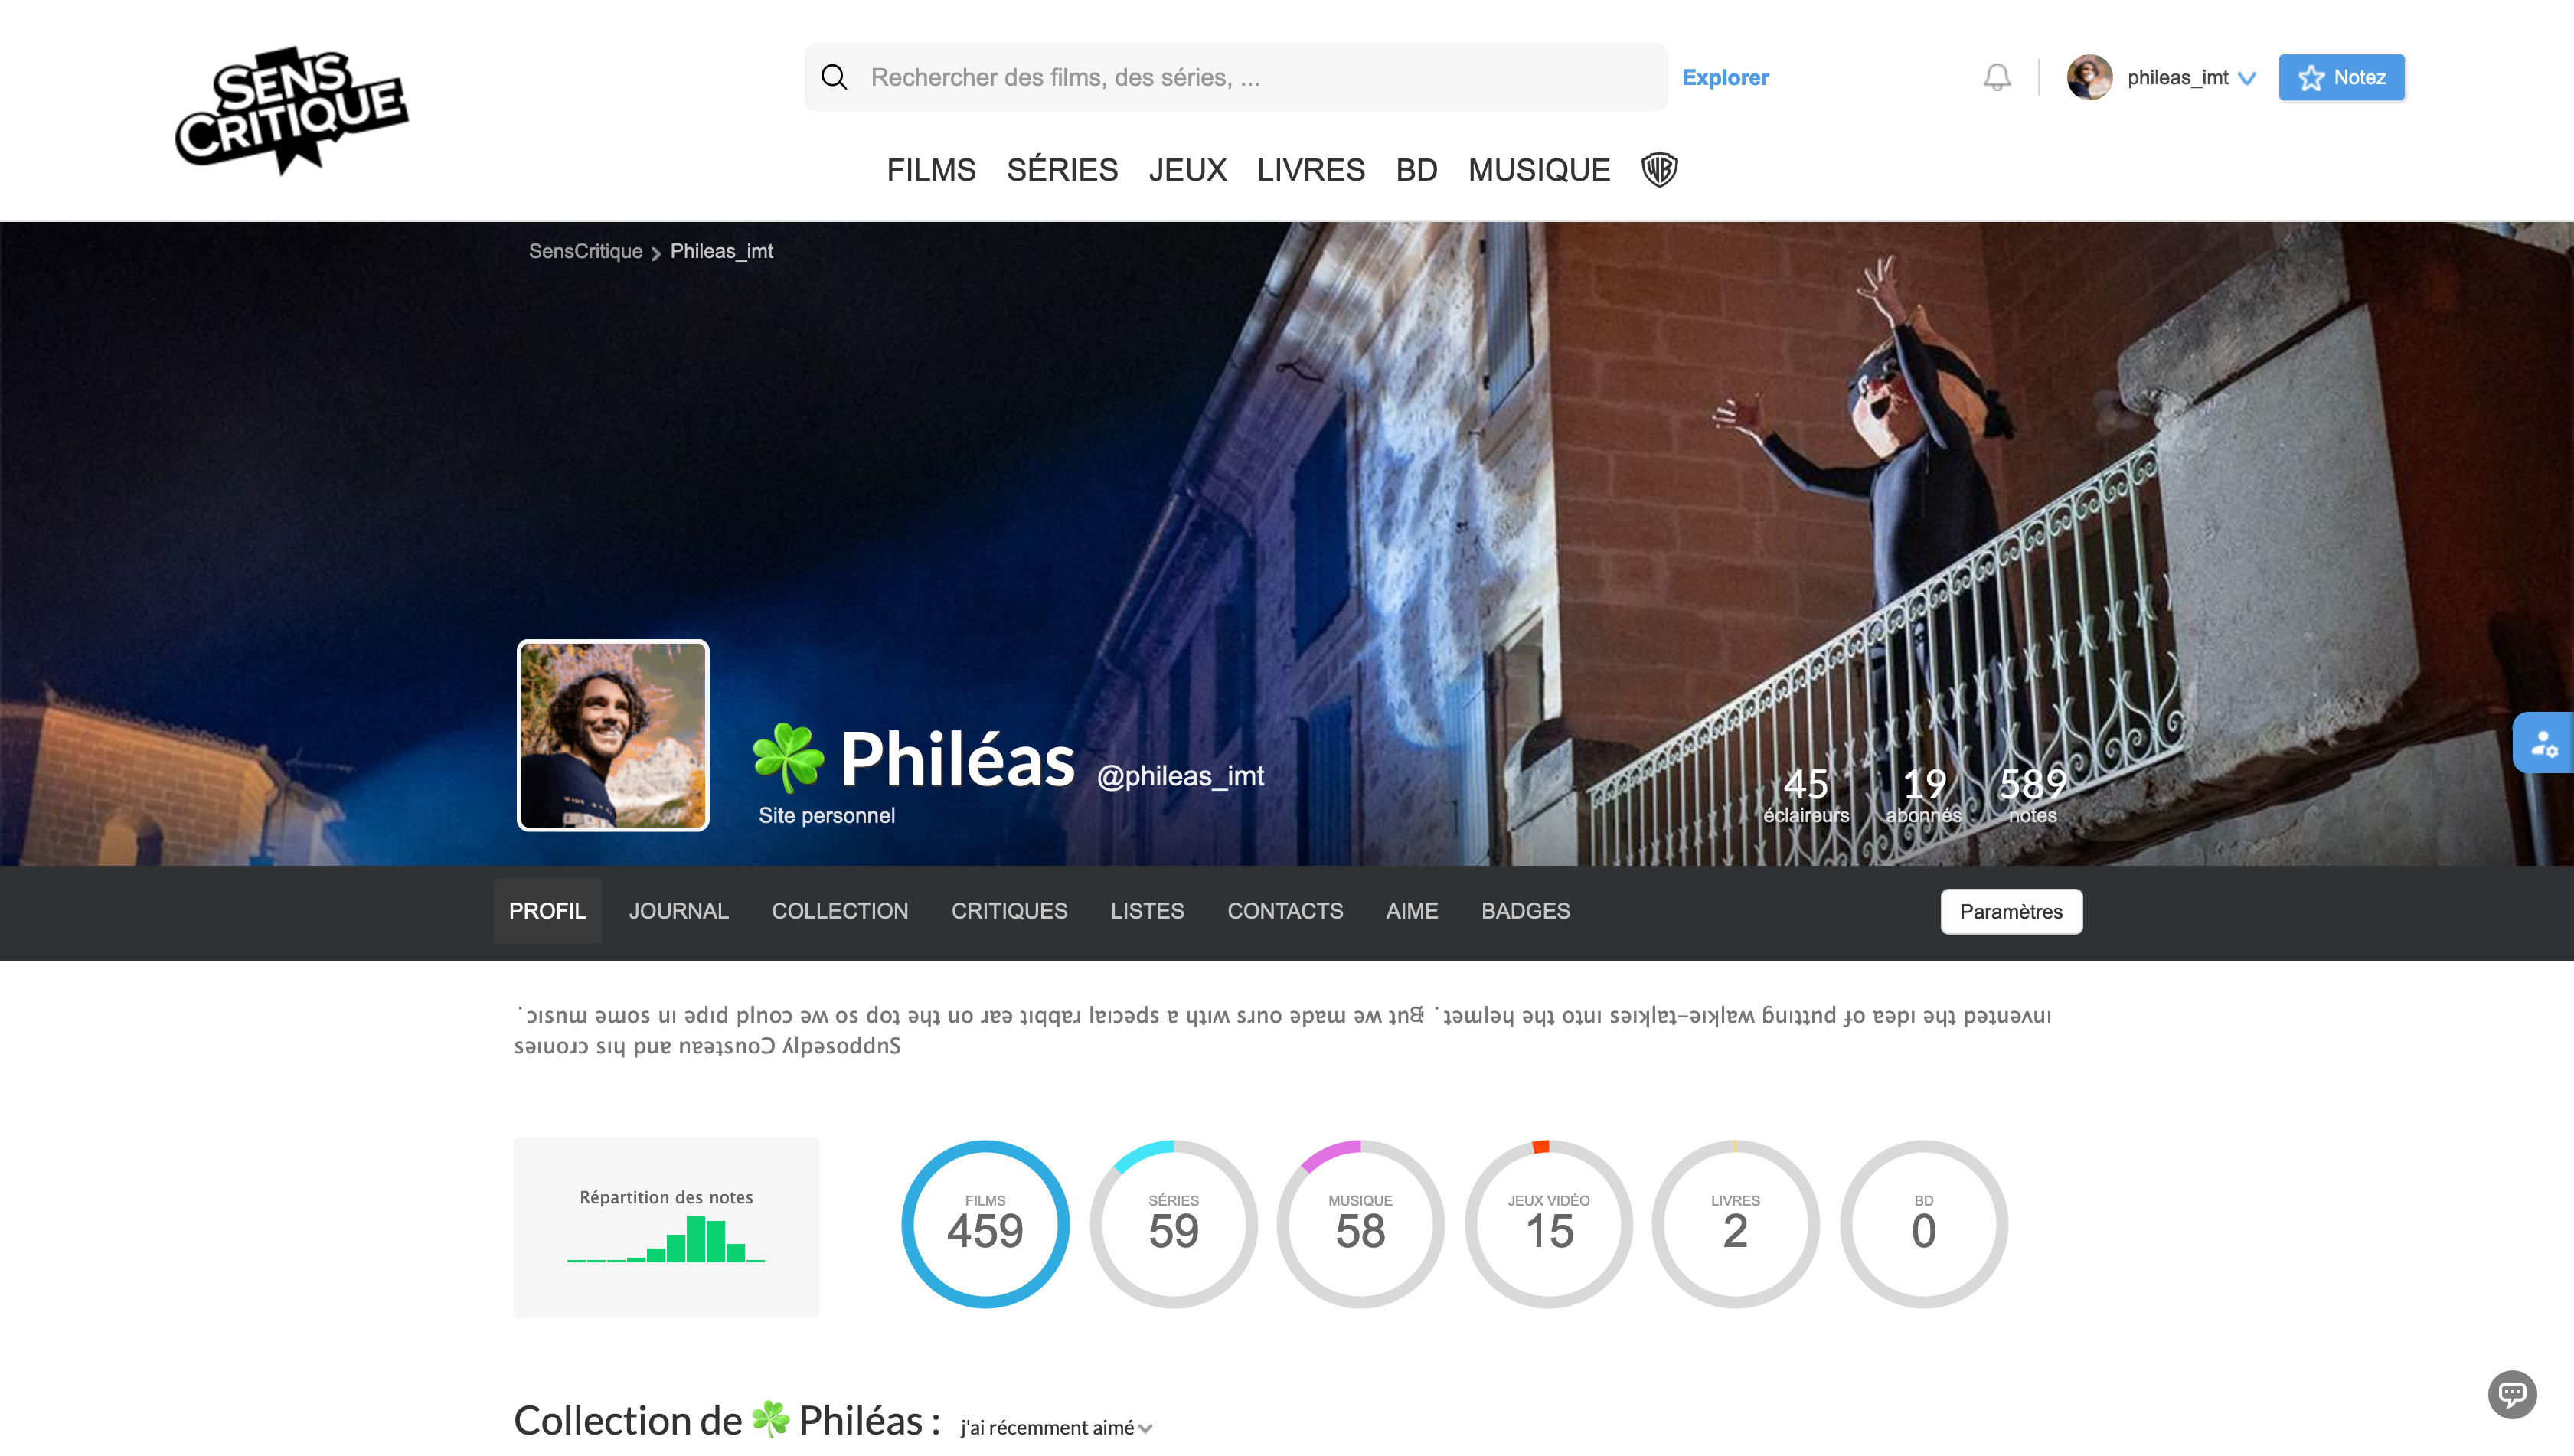 SENS CRITIQUE
Rechercher des films, des séries, ...
Explorer
phileas_imt
Notez
FILMS SÉRIES JEUX LIVRES BD MUSIQUE WB
SensCritique > Phileas_imt
☘️ Philéas @phileas_imt
Site personnel
45 éclaireurs
19 abonnés
589 notes
PROFIL JOURNAL COLLECTION CRITIQUES LISTES CONTACTS AIME BADGES
Paramètres
˙ɔısnɯ ǝɯos uı ǝdıd plnoɔ ǝʍ os doʇ ǝɥʇ uo ɹɐǝ ʇıqqɐɹ lɐıɔǝds ɐ ɥʇıʍ sɹno ǝpɐɯ ǝʍ ʇnᗺ ˙ʇǝɯlǝɥ ǝɥʇ oʇuı sǝıʞlɐʇ-ǝıʞlɐʍ ƃuıʇʇnd ɟo ɐǝpı ǝɥʇ pǝʇuǝʌuı
sǝıuoɹɔ sıɥ puɐ uɐǝʇsuoƆ ʎlpǝsoddnS
Répartition des notes
FILMS 459
SÉRIES 59
MUSIQUE 58
JEUX VIDÉO 15
LIVRES 2
BD 0
Collection de ☘️ Philéas : j'ai récemment aimé